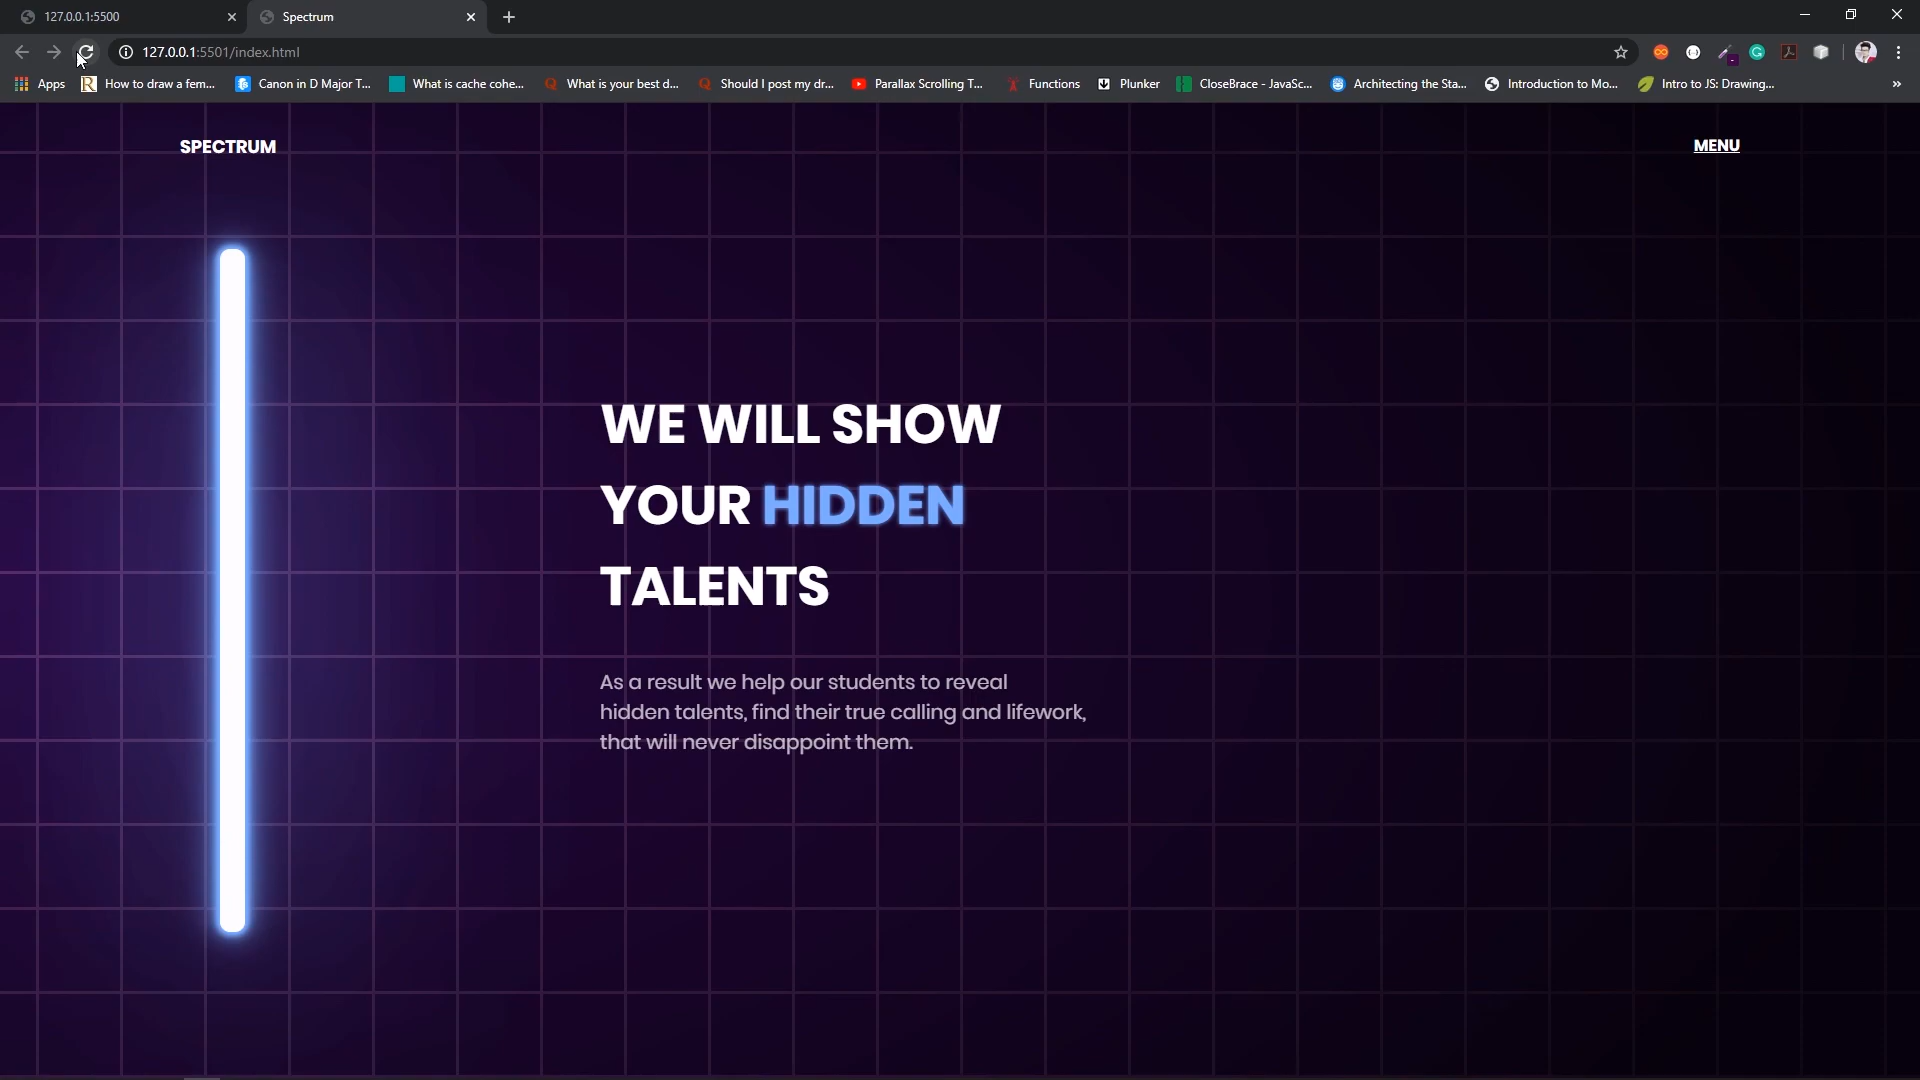 127.0.0.1:5500
Spectrum
127.0.0.1:5501/index.html
Apps
How to draw a fem...
Canon in D Major T...
What is cache cohe...
What is your best d...
Should I post my dr...
Parallax Scrolling T...
Functions
Plunker
CloseBrace - JavaSc...
Architecting the Sta...
Introduction to Mo...
Intro to JS: Drawing...
SPECTRUM
MENU
WE WILL SHOW
YOUR HIDDEN
TALENTS
As a result we help our students to reveal
hidden talents, find their true calling and lifework,
that will never disappoint them.